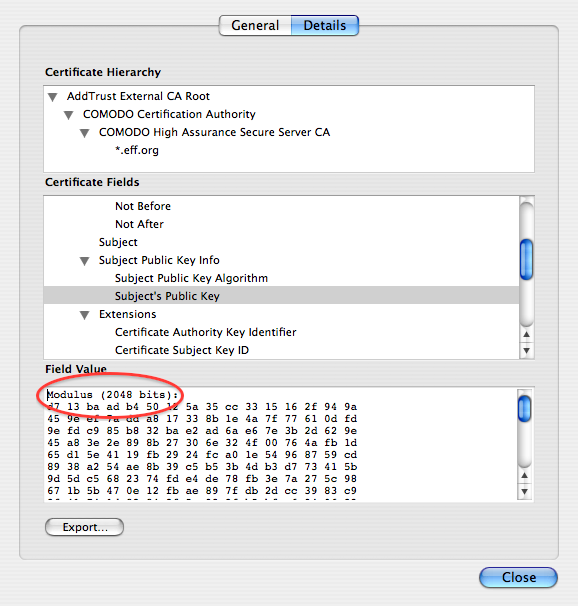 General Details
Certificate Hierarchy
AddTrust External CA Root
COMODO Certification Authority
COMODO High Assurance Secure Server CA
*.eff.org
Certificate Fields
Not Before
Not After
Subject
Subject Public Key Info
Subject Public Key Algorithm
Subject's Public Key
Extensions
Certificate Authority Key Identifier
Certificate Subject Key ID
Field Value
Modulus (2048 bits):
d7 13 ba ad b4 50 12 5a 35 cc 33 15 16 2f 94 9a
45 9e ef 7a dd a8 17 33 8b 1e 4a 7f 77 61 0d fd
9e fd c9 85 b8 32 ba e2 ad 6a e6 7e 3b 2d 62 9e
45 a8 3e 2e 89 8b 27 30 6e 32 4f 00 76 4a fb 1d
65 d1 5e 41 19 fb 29 24 fc a0 1e 54 96 87 59 cd
89 38 a2 54 ae 8b 39 c5 b5 3b 4d b3 d7 73 41 5b
9d 5d c5 68 23 74 fd e4 de 78 fb 3e 7a 27 5c 98
67 1b 5b 47 0e 12 fb ae 89 7f db 2d cc 39 83 c9
Export...
Close